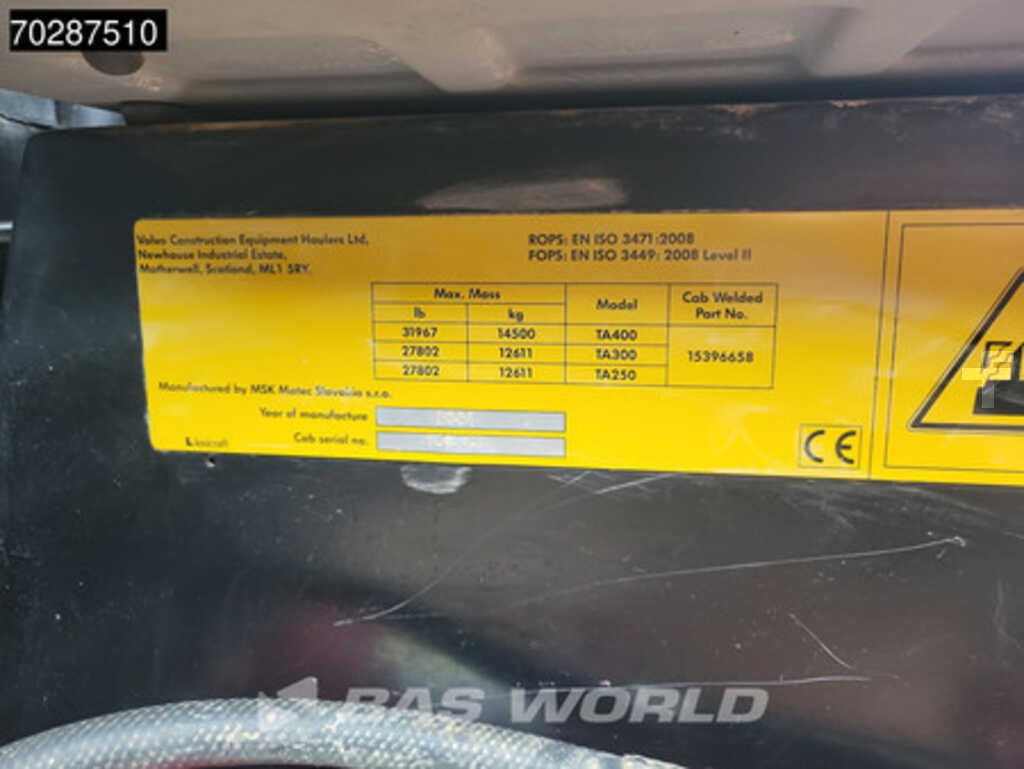 70287510
Volvo Construction Equipment Haulers Ltd,
Newhouse Industrial Estate,
Motherwell, Scotland, ML1 5RY.
ROPS: EN ISO 3471:2008
FOPS: EN ISO 3449: 2008 Level II
Max. Mass Model Cab Welded Part No.
lb kg
31967 14500 TA400
27802 12611 TA300 15396658
27802 12611 TA250
Manufactured by MSK Matec Slovakia s.r.o.
Year of manufacture
Cab serial no.
CE
BAS WORLD